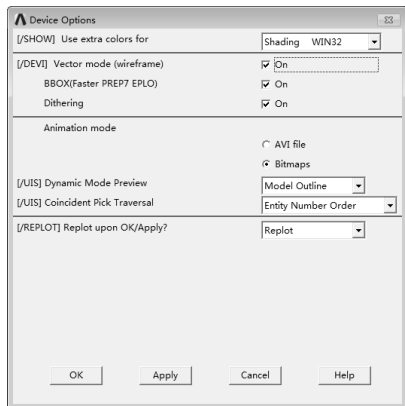 Device Options
[/SHOW] Use extra colors for Shading WIN32
[/DEVI] Vector mode (wireframe) On
BBOX(Faster PREP7 EPLO) On
Dithering On
Animation mode
AVI file
Bitmaps
[/UIS] Dynamic Mode Preview Model Outline
[/UIS] Coincident Pick Traversal Entity Number Order
[/REPLOT] Replot upon OK/Apply? Replot
OK Apply Cancel Help